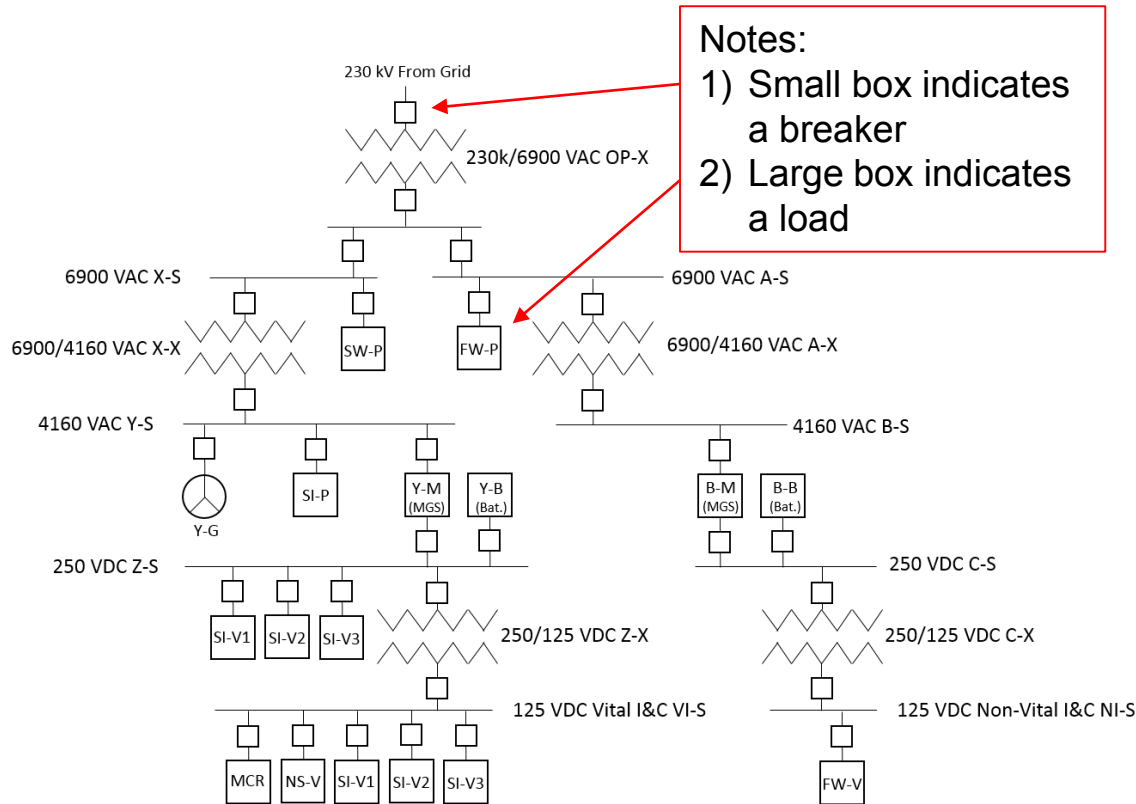 Notes:
1) Small box indicates
a breaker
2) Large box indicates
a load
230 kV From Grid
230k/6900 VAC OP-X
6900 VAC X-S
6900 VAC A-S
6900/4160 VAC X-X
SW-P
FW-P
6900/4160 VAC A-X
4160 VAC Y-S
4160 VAC B-S
Y-G
SI-P
Y-M
(MGS)
Y-B
(Bat.)
B-M
(MGS)
B-B
(Bat.)
250 VDC Z-S
250 VDC C-S
SI-V1
SI-V2
SI-V3
250/125 VDC Z-X
250/125 VDC C-X
125 VDC Vital I&C VI-S
125 VDC Non-Vital I&C NI-S
MCR
NS-V
SI-V1
SI-V2
SI-V3
FW-V